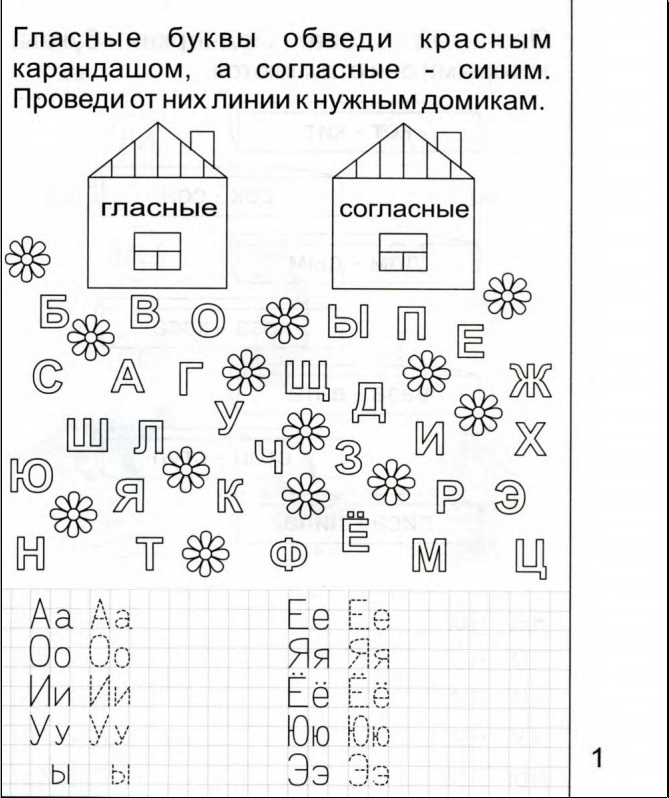 Гласные буквы обведи красным
карандашом, а согласные - синим.
Проведи от них линии к нужным домикам.
гласные согласные
Б В О Ы П Е
С А Г Щ Д Ж
Ш Л У Ч З И Х
Ю Я К Р Э
Н Т Ф Ё М Ц
Аа Аа Ее Ее
Оо Оо Яя Яя
Ии Ии Ёё Ёё
Уу Уу Юю Юю
ы ы Ээ Ээ
1